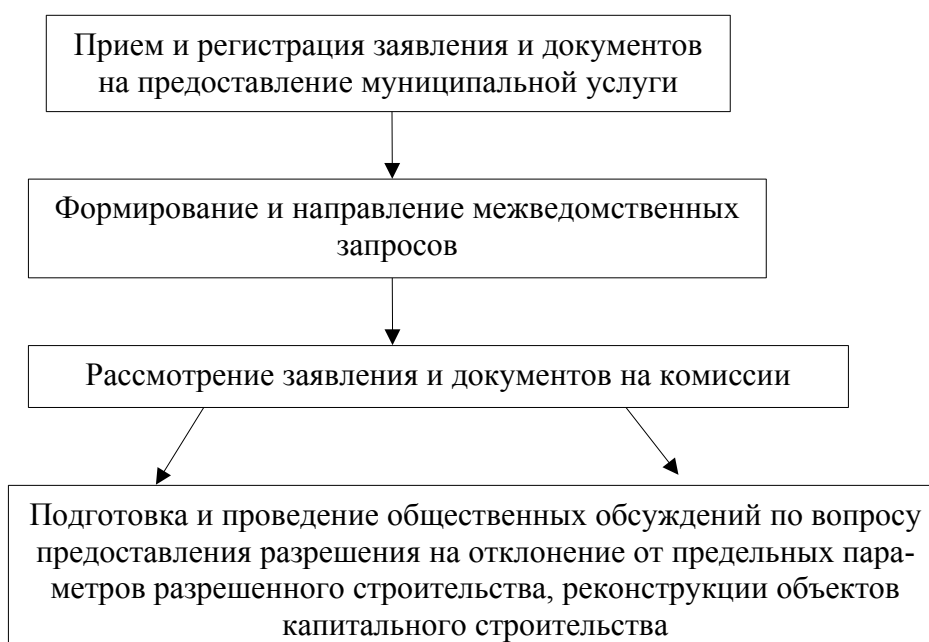 Прием и регистрация заявления и документов
на предоставление муниципальной услуги
Формирование и направление межведомственных
запросов
Рассмотрение заявления и документов на комиссии
Подготовка и проведение общественных обсуждений по вопросу
предоставления разрешения на отклонение от предельных пара-
метров разрешенного строительства, реконструкции объектов
капитального строительства